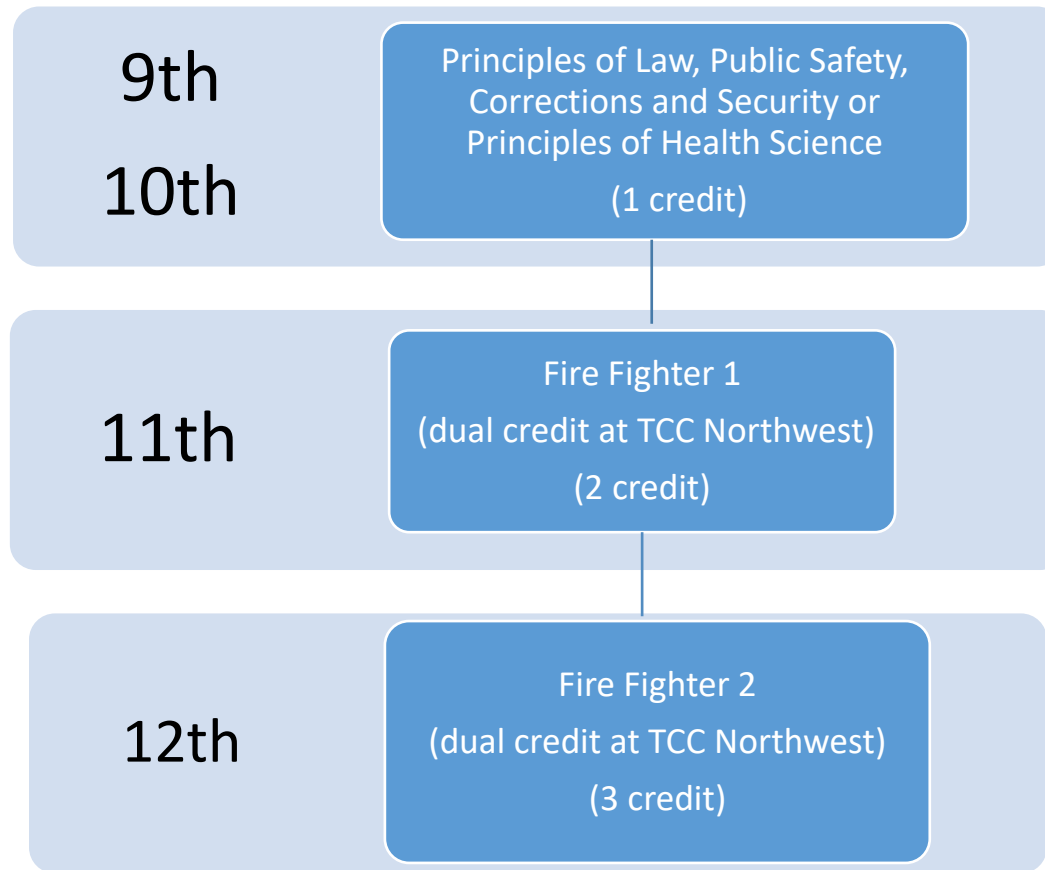 9th
10th
Principles of Law, Public Safety,
Corrections and Security or
Principles of Health Science
(1 credit)
11th
Fire Fighter 1
(dual credit at TCC Northwest)
(2 credit)
12th
Fire Fighter 2
(dual credit at TCC Northwest)
(3 credit)